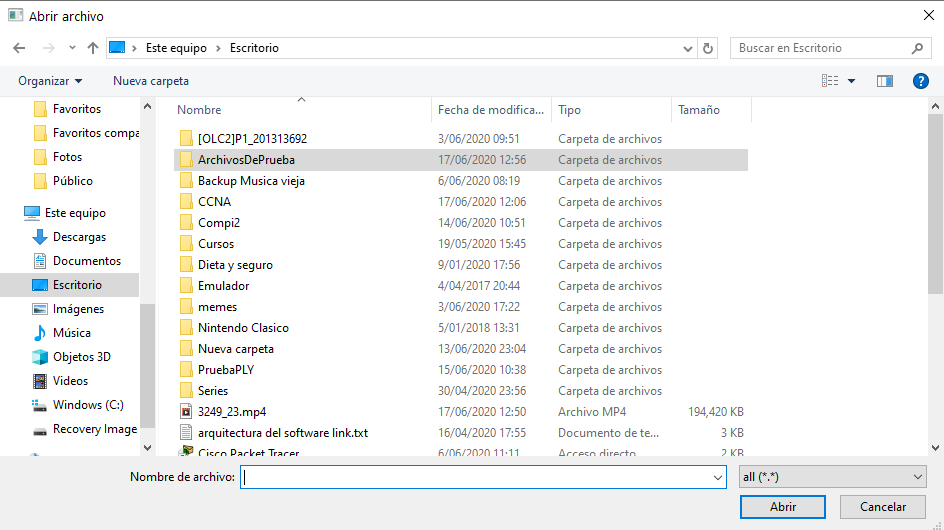 Abrir archivo
Este equipo > Escritorio
Buscar en Escritorio
Organizar
Nueva carpeta
Favoritos
Favoritos compa
Fotos
Público
Este equipo
Descargas
Documentos
Escritorio
Imágenes
Música
Objetos 3D
Videos
Windows (C:)
Recovery Image
Nombre Fecha de modifica... Tipo Tamaño
[OLC2]P1_201313692 3/06/2020 09:51 Carpeta de archivos
ArchivosDePrueba 17/06/2020 12:56 Carpeta de archivos
Backup Musica vieja 6/06/2020 08:19 Carpeta de archivos
CCNA 17/06/2020 12:06 Carpeta de archivos
Compi2 14/06/2020 10:51 Carpeta de archivos
Cursos 19/05/2020 15:45 Carpeta de archivos
Dieta y seguro 9/01/2020 17:56 Carpeta de archivos
Emulador 4/04/2017 20:44 Carpeta de archivos
memes 3/06/2020 17:22 Carpeta de archivos
Nintendo Clasico 5/01/2018 13:31 Carpeta de archivos
Nueva carpeta 13/06/2020 23:04 Carpeta de archivos
PruebaPLY 15/06/2020 10:38 Carpeta de archivos
Series 30/04/2020 23:56 Carpeta de archivos
3249_23.mp4 17/06/2020 12:50 Archivo MP4 194,420 KB
arquitectura del software link.txt 16/04/2020 17:55 Documento de te... 3 KB
Cisco Packet Tracer 6/06/2020 11:11 Acceso directo 2 KB
Nombre de archivo:
all (*.*)
Abrir
Cancelar